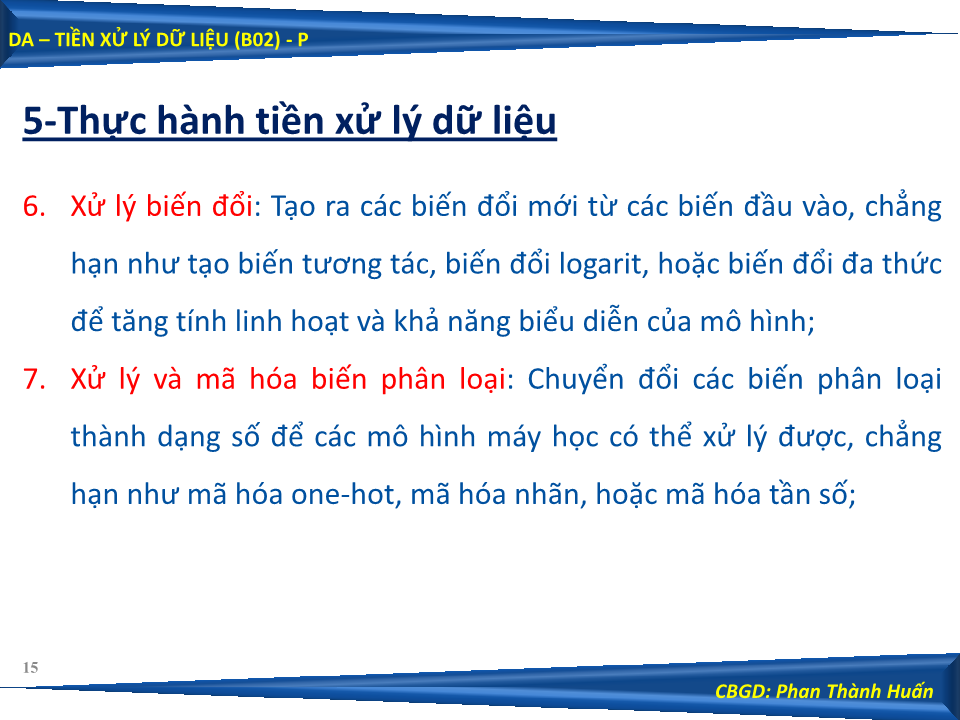 DA – TIỀN XỬ LÝ DỮ LIỆU (B02) - P
5-Thực hành tiền xử lý dữ liệu
6. Xử lý biến đổi: Tạo ra các biến đổi mới từ các biến đầu vào, chẳng
hạn như tạo biến tương tác, biến đổi logarit, hoặc biến đổi đa thức
để tăng tính linh hoạt và khả năng biểu diễn của mô hình;
7. Xử lý và mã hóa biến phân loại: Chuyển đổi các biến phân loại
thành dạng số để các mô hình máy học có thể xử lý được, chẳng
hạn như mã hóa one-hot, mã hóa nhãn, hoặc mã hóa tần số;
15
CBGD: Phan Thành Huấn